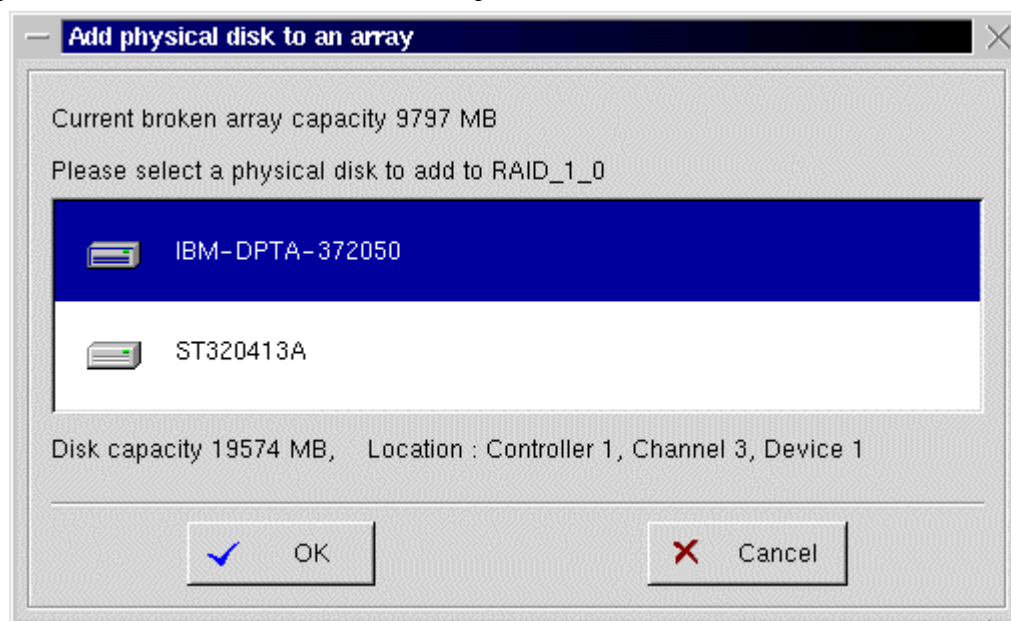 Add physical disk to an array
Current broken array capacity 9797 MB
Please select a physical disk to add to RAID_1_0
IBM-DPTA-372050
ST320413A
Disk capacity 19574 MB, Location : Controller 1, Channel 3, Device 1
OK Cancel